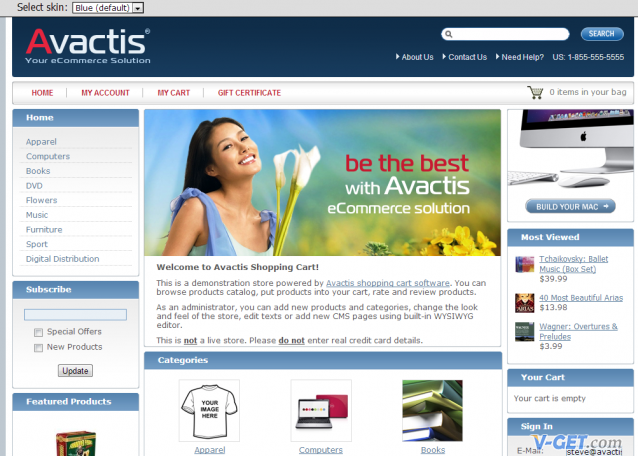 Select skin: Blue (default)
Avactis®
Your eCommerce Solution
SEARCH
About Us Contact Us Need Help? US: 1-855-555-5555
HOME MY ACCOUNT MY CART GIFT CERTIFICATE
0 items in your bag
Home
Apparel
Computers
Books
DVD
Flowers
Music
Furniture
Sport
Digital Distribution
Subscribe
Special Offers
New Products
Update
Featured Products
be the best
with Avactis
eCommerce solution
Welcome to Avactis Shopping Cart!
This is a demonstration store powered by Avactis shopping cart software. You can
browse products catalog, put products into your cart, rate and review products.
As an administrator, you can add new products and categories, change the look
and feel of the store, edit texts or add new CMS pages using built-in WYSIWYG
editor.
This is not a live store. Please do not enter real credit card details.
Categories
YOUR
IMAGE
HERE
Apparel
Computers
Books
BUILD YOUR MAC
Most Viewed
Tchaikovsky: Ballet
Music (Box Set)
$39.99
ARIAS
40 Most Beautiful Arias
$13.98
Wagner: Overtures &
Preludes
$3.99
Your Cart
Your cart is empty
Sign In
E-Mail: steve@avacti
V-GET.com